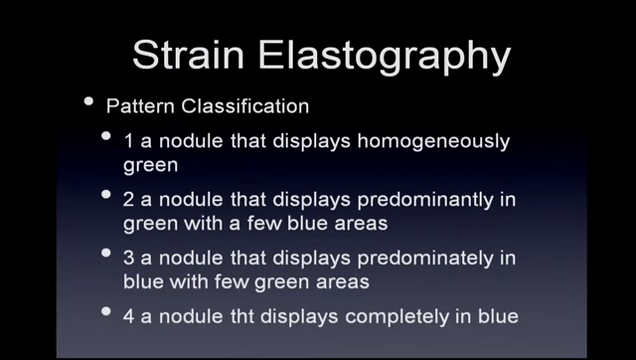 Strain Elastography
• Pattern Classification
• 1 a nodule that displays homogeneously
green
• 2 a nodule that displays predominantly in
green with a few blue areas
• 3 a nodule that displays predominately in
blue with few green areas
• 4 a nodule tht displays completely in blue